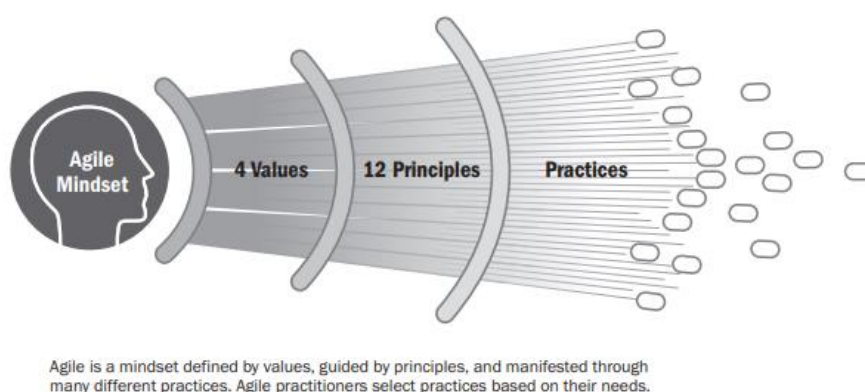 Agile
Mindset
4 Values
12 Principles
Practices
Agile is a mindset defined by values, guided by principles, and manifested through
many different practices. Agile practitioners select practices based on their needs.